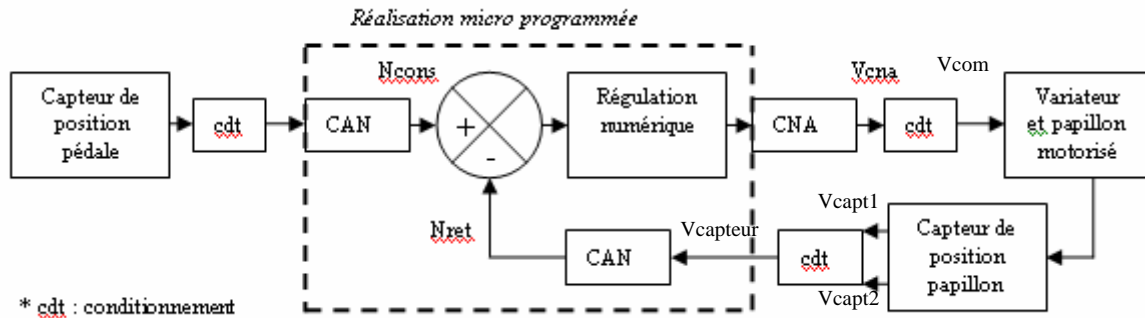 Réalisation micro programmée
Capteur de
position
pédale
cdt
CAN
Ncons
+
-
Régulation
numérique
CNA
Vcna
cdt
Vcom
Variateur
et papillon
motorisé
Nret
CAN
Vcapteur
cdt
Vcapt1
Vcapt2
Capteur de
position
papillon
* cdt : conditionnement